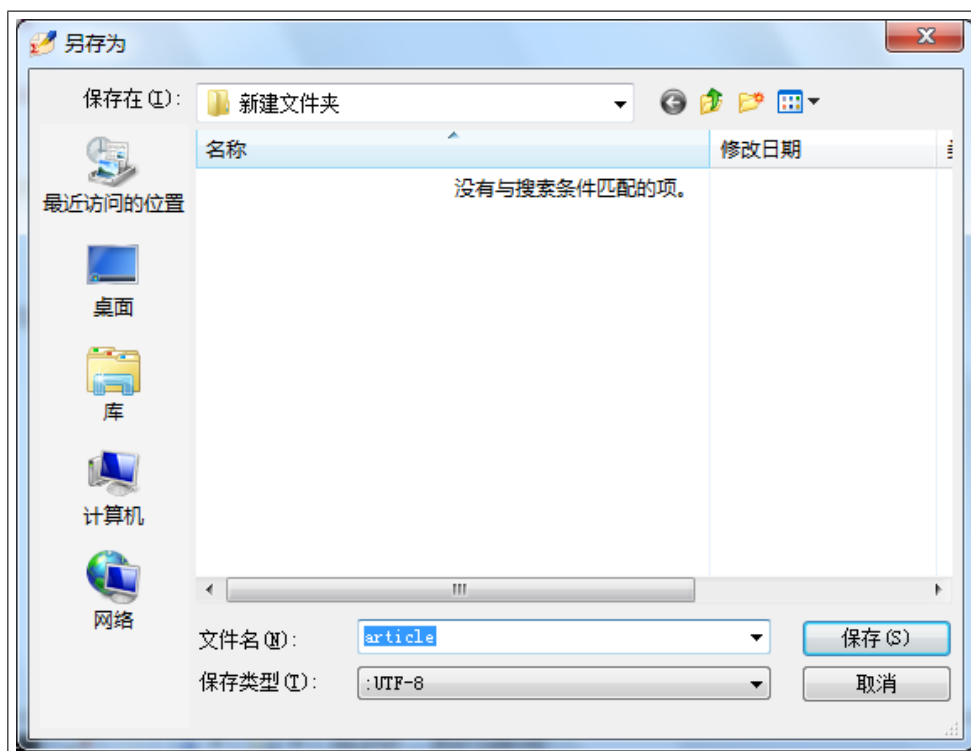 另存为
保存在(I):
新建文件夹
名称
修改日期
没有与搜索条件匹配的项。
最近访问的位置
桌面
库
计算机
网络
文件名(N):
article
保存(S)
保存类型(T):
:UTF-8
取消